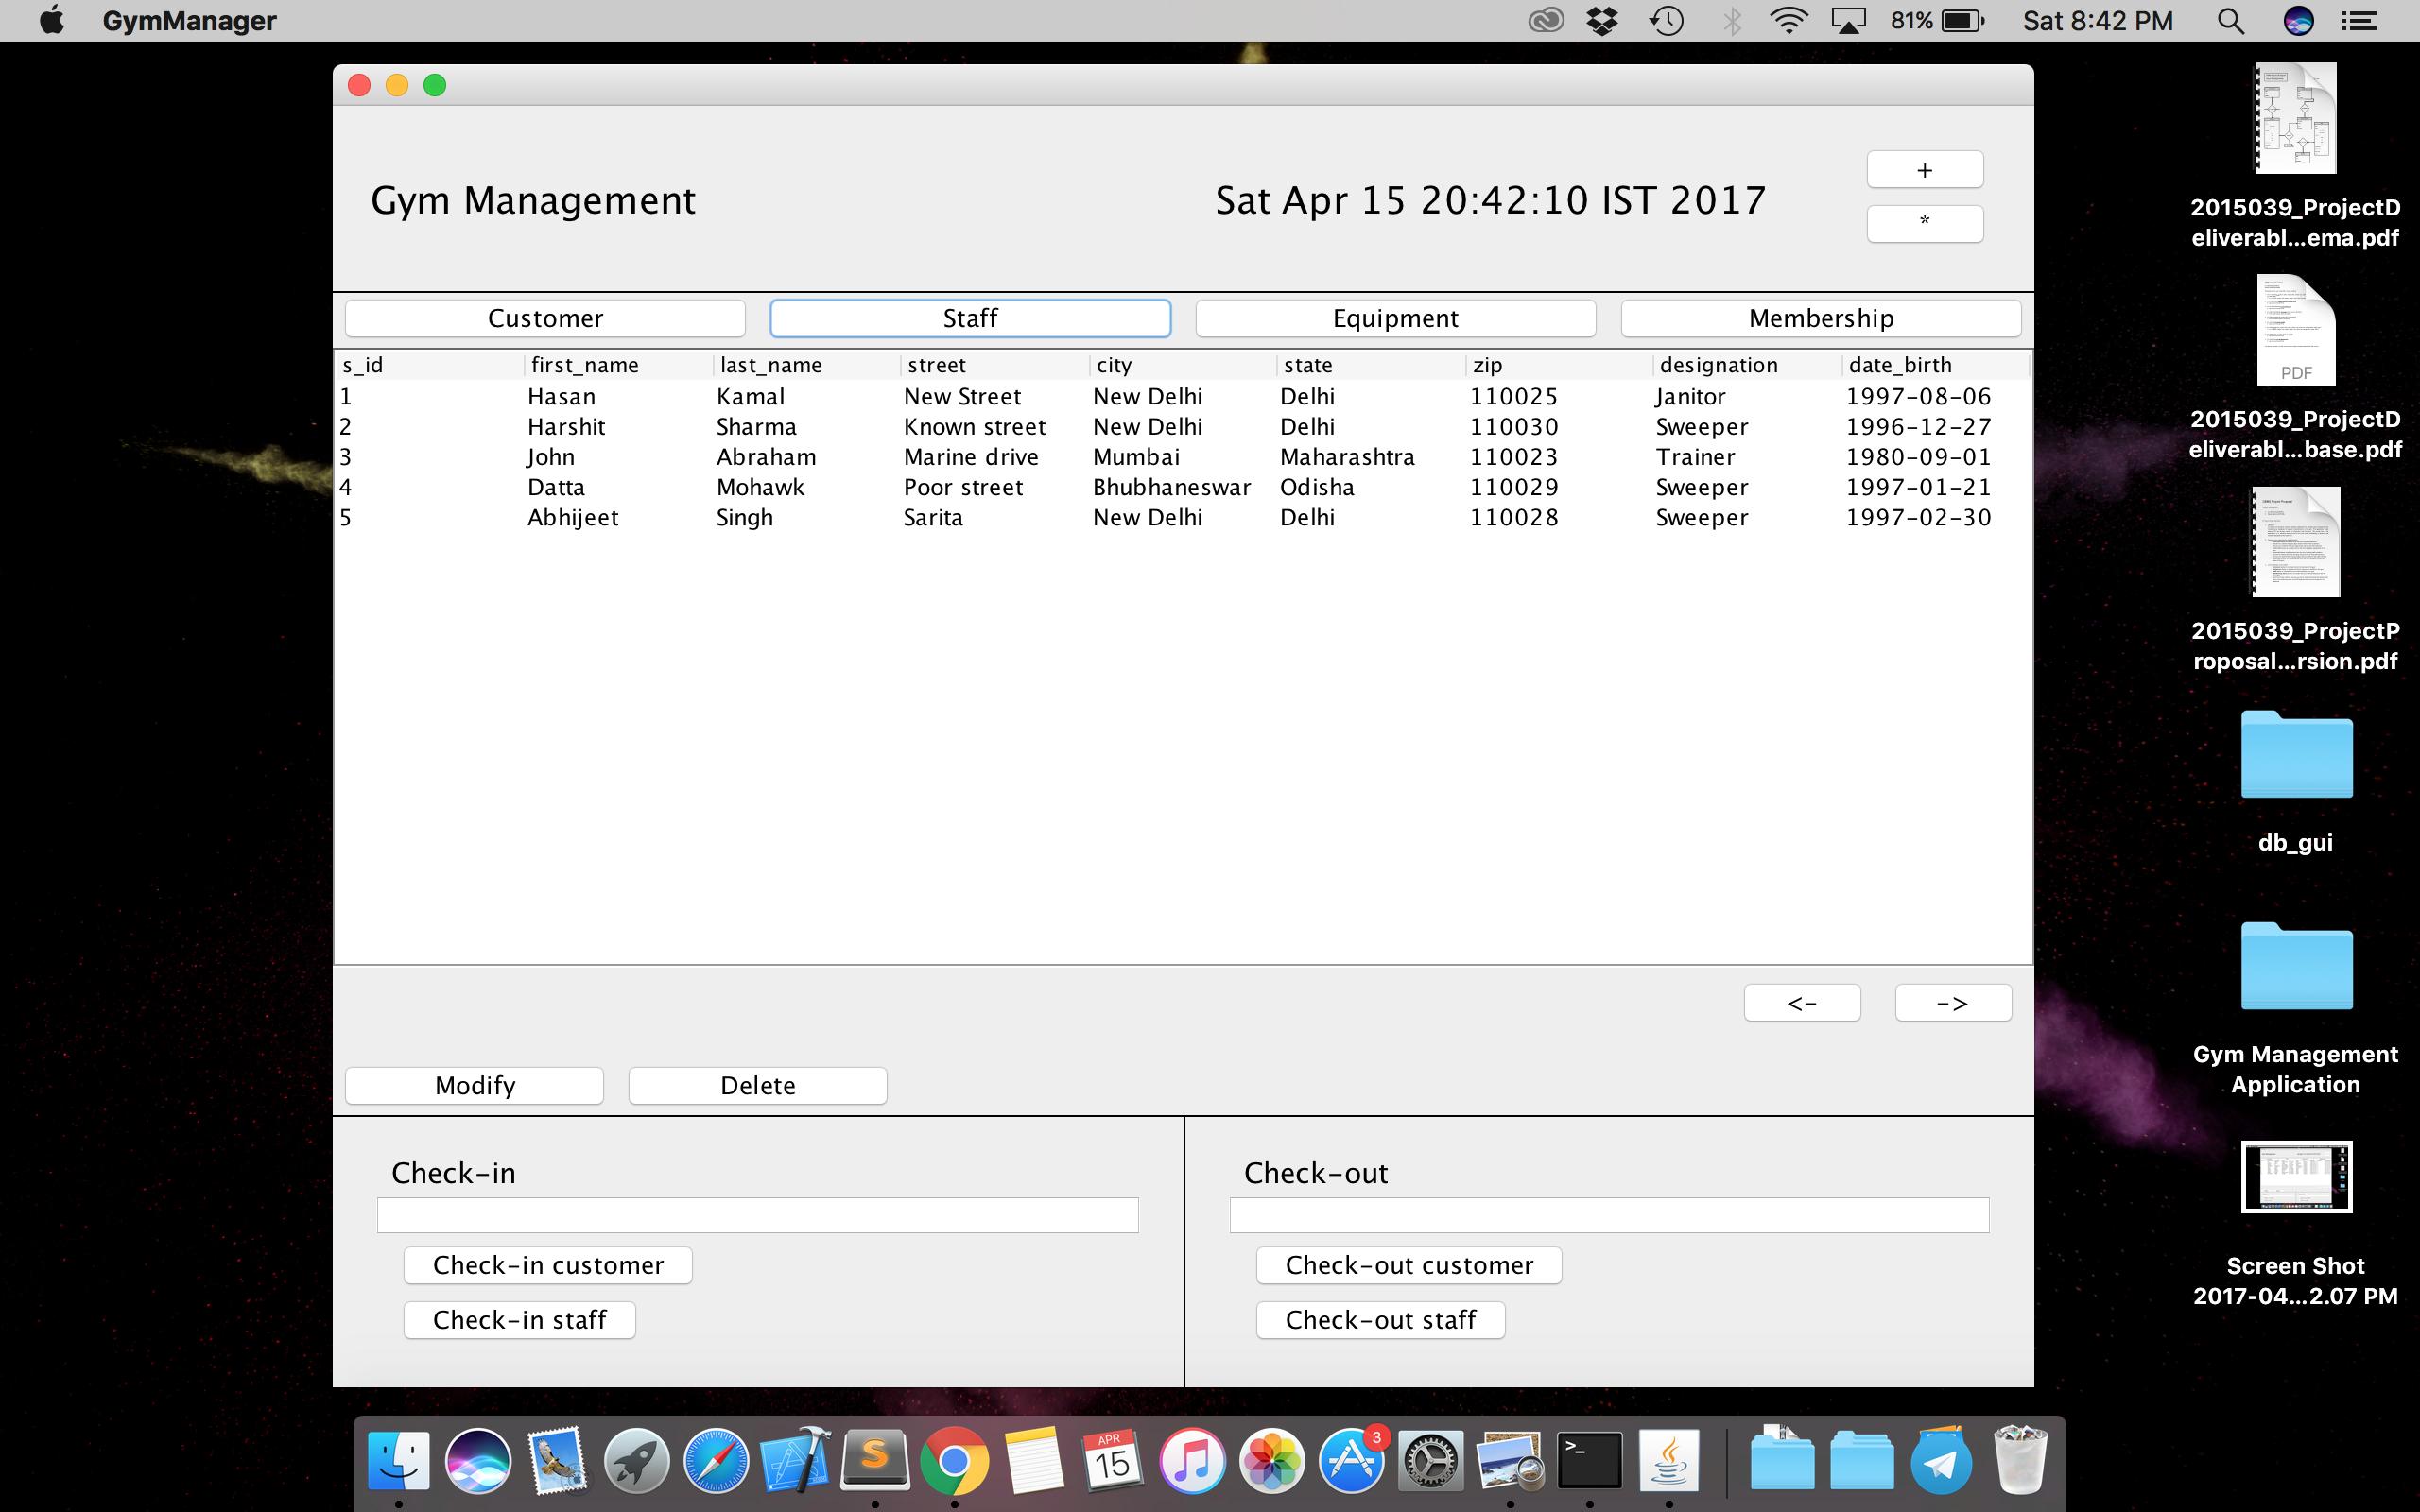 GymManager 81% Sat 8:42 PM
Gym Management Sat Apr 15 20:42:10 IST 2017 +
*
Customer Staff Equipment Membership
s_id first_name last_name street city state zip designation date_birth
1 Hasan Kamal New Street New Delhi Delhi 110025 Janitor 1997-08-06
2 Harshit Sharma Known street New Delhi Delhi 110030 Sweeper 1996-12-27
3 John Abraham Marine drive Mumbai Maharashtra 110023 Trainer 1980-09-01
4 Datta Mohawk Poor street Bhubhaneswar Odisha 110029 Sweeper 1997-01-21
5 Abhijeet Singh Sarita New Delhi Delhi 110028 Sweeper 1997-02-30
<- ->
Modify Delete
Check-in
Check-in customer
Check-in staff
Check-out
Check-out customer
Check-out staff
2015039_ProjectD
eliverabl...ema.pdf
PDF
2015039_ProjectD
eliverabl...base.pdf
2015039_ProjectP
roposal...rsion.pdf
db_gui
Gym Management
Application
Screen Shot
2017-04...2.07 PM
S
APR
15
3
>_